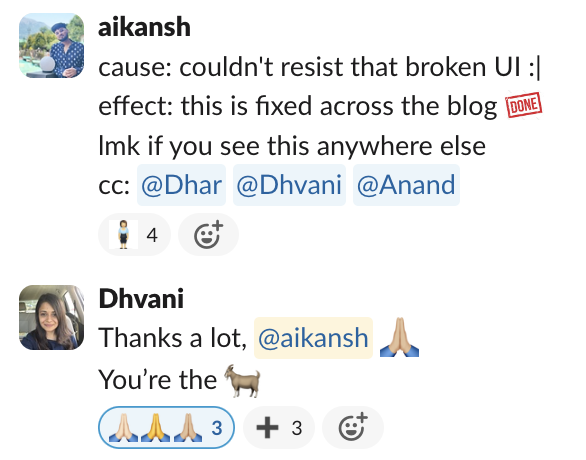 aikansh
cause: couldn't resist that broken UI :|
effect: this is fixed across the blog DONE
lmk if you see this anywhere else
cc: @Dhar @Dhvani @Anand
4
Dhvani
Thanks a lot, @aikansh 🙏🏼
You’re the 🐐
🙏🏻🙏🙏🏽 3 ➕ 3